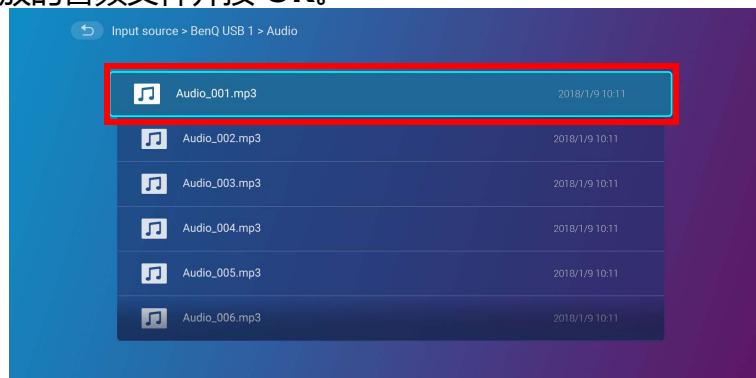 放的音频文件并按 OK。
Input source > BenQ USB 1 > Audio
Audio_001.mp3 2018/1/9 10:11
Audio_002.mp3 2018/1/9 10:11
Audio_003.mp3 2018/1/9 10:11
Audio_004.mp3 2018/1/9 10:11
Audio_005.mp3 2018/1/9 10:11
Audio_006.mp3 2018/1/9 10:11